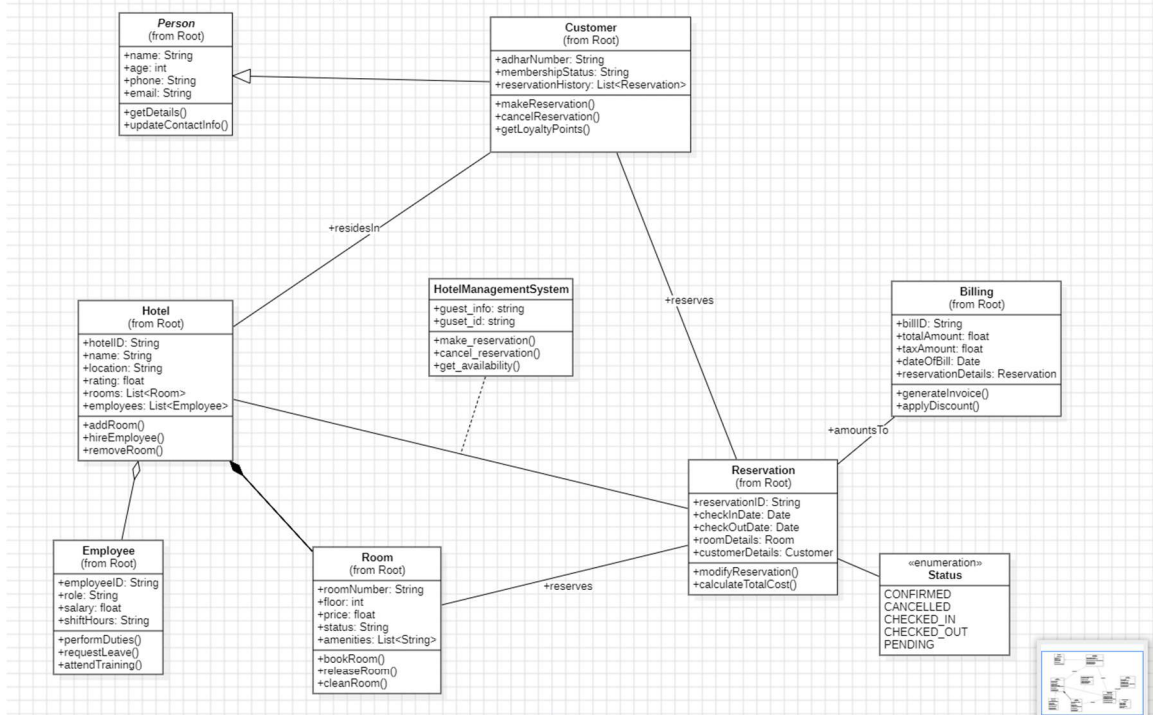 Person
(from Root)
+name: String
+age: int
+phone: String
+email: String
+getDetails()
+updateContactInfo()
Customer
(from Root)
+adharNumber: String
+membershipStatus: String
+reservationHistory: List<Reservation>
+makeReservation()
+cancelReservation()
+getLoyaltyPoints()
+residesIn
HotelManagementSystem
+guest_info: string
+guset_id: string
+make_reservation()
+cancel_reservation()
+get_availability()
+reserves
Billing
(from Root)
+billID: String
+totalAmount: float
+taxAmount: float
+dateOfBill: Date
+reservationDetails: Reservation
+generateInvoice()
+applyDiscount()
Hotel
(from Root)
+hotelID: String
+name: String
+location: String
+rating: float
+rooms: List<Room>
+employees: List<Employee>
+addRoom()
+hireEmployee()
+removeRoom()
+amountsTo
Reservation
(from Root)
+reservationID: String
+checkInDate: Date
+checkOutDate: Date
+roomDetails: Room
+customerDetails: Customer
+modifyReservation()
+calculateTotalCost()
Employee
(from Root)
+employeeID: String
+role: String
+salary: float
+shiftHours: String
+performDuties()
+requestLeave()
+attendTraining()
Room
(from Root)
+roomNumber: String
+floor: int
+price: float
+status: String
+amenities: List<String>
+bookRoom()
+releaseRoom()
+cleanRoom()
+reserves
«enumeration»
Status
CONFIRMED
CANCELLED
CHECKED_IN
CHECKED_OUT
PENDING